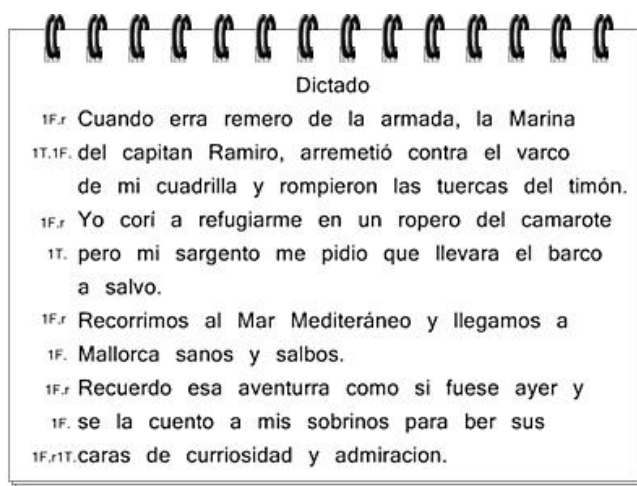 Dictado
1F.r Cuando erra remero de la armada, la Marina
1T.1F. del capitan Ramiro, arremetió contra el varco
de mi cuadrilla y rompieron las tuercas del timón.
1F.r Yo corí a refugiarme en un ropero del camarote
1T. pero mi sargento me pidio que llevara el barco
a salvo.
1F.r Recorrimos al Mar Mediteráneo y llegamos a
1F. Mallorca sanos y salbos.
1F.r Recuerdo esa aventurra como si fuese ayer y
1F. se la cuento a mis sobrinos para ber sus
1F.r1T. caras de curriosidad y admiracion.